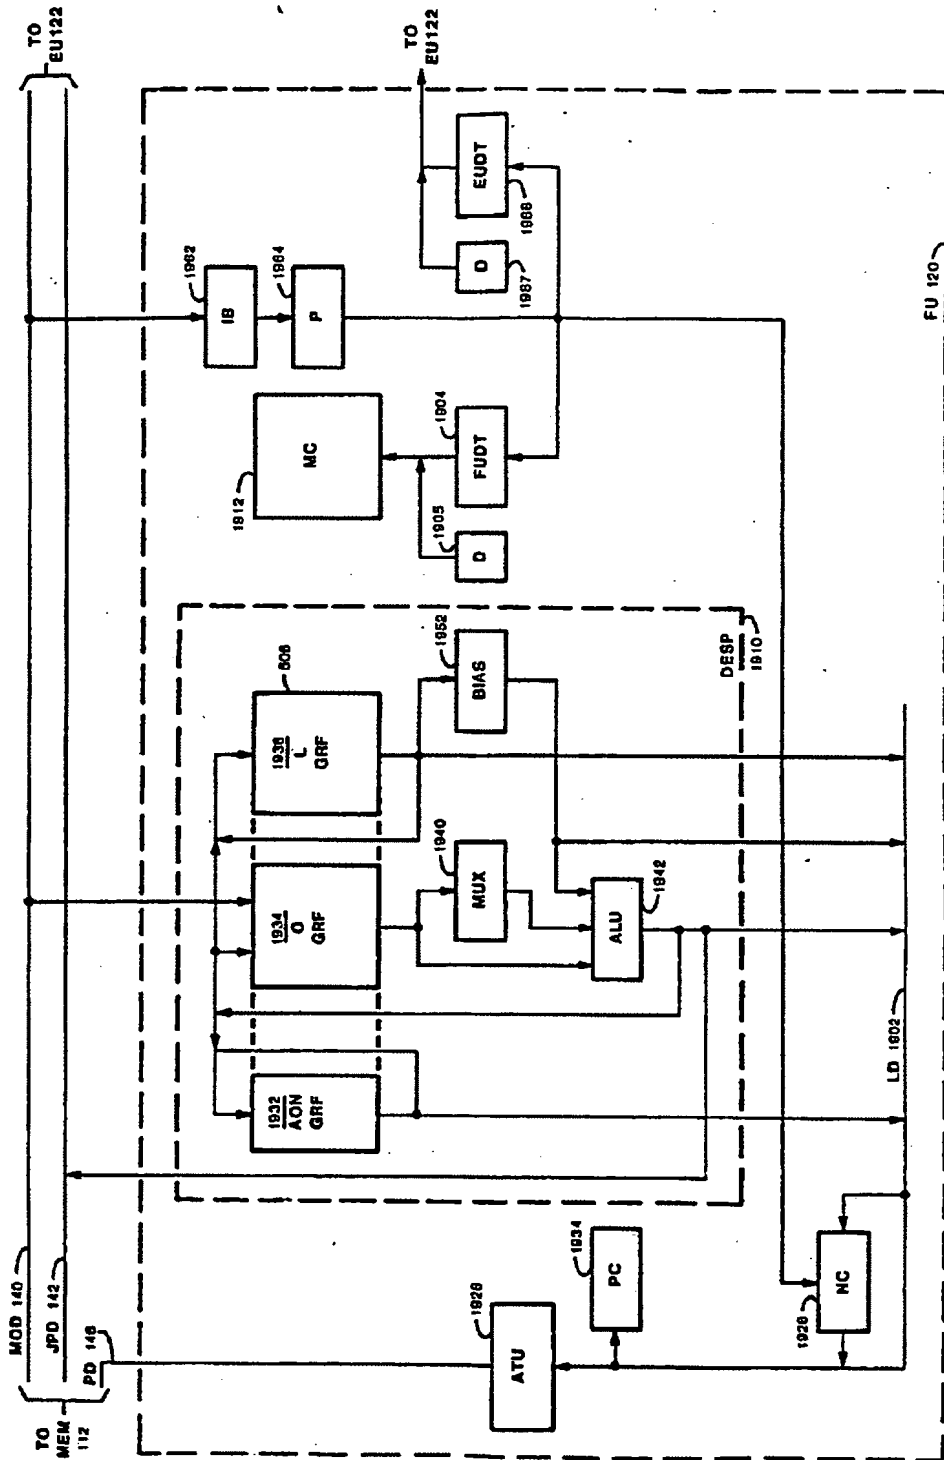 TO
EU122
MOD 140
JPD 142
PD 146
TO
MEM
112
TO
EU122
IB
1962
P
1964
EUDT
1966
D
1967
MC
1912
FUDT
1904
D
1905
DESP
1910
606
1936
L
GRF
1934
O
GRF
1932
AON
GRF
BIAS
1952
MUX
1940
ALU
1942
ATU
1928
PC
1934
NC
1926
LD 1902
FU 120